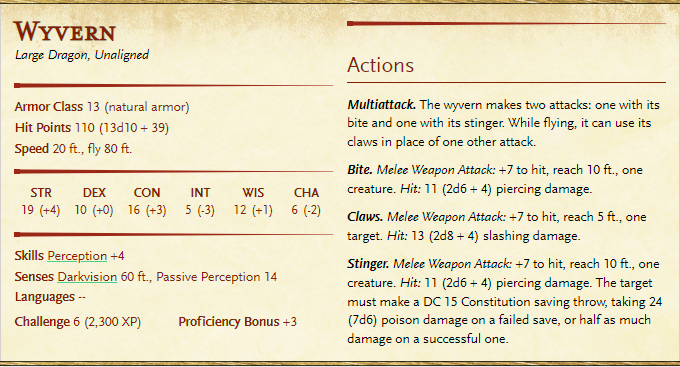 WYVERN
Large Dragon, Unaligned
Armor Class 13 (natural armor)
Hit Points 110 (13d10 + 39)
Speed 20 ft., fly 80 ft.
STR DEX CON INT WIS CHA
19 (+4) 10 (+0) 16 (+3) 5 (-3) 12 (+1) 6 (-2)
Skills Perception +4
Senses Darkvision 60 ft., Passive Perception 14
Languages --
Challenge 6 (2,300 XP) Proficiency Bonus +3
Actions
Multiattack. The wyvern makes two attacks: one with its
bite and one with its stinger. While flying, it can use its
claws in place of one other attack.
Bite. Melee Weapon Attack: +7 to hit, reach 10 ft., one
creature. Hit: 11 (2d6 + 4) piercing damage.
Claws. Melee Weapon Attack: +7 to hit, reach 5 ft., one
target. Hit: 13 (2d8 + 4) slashing damage.
Stinger. Melee Weapon Attack: +7 to hit, reach 10 ft., one
creature. Hit: 11 (2d6 + 4) piercing damage. The target
must make a DC 15 Constitution saving throw, taking 24
(7d6) poison damage on a failed save, or half as much
damage on a successful one.